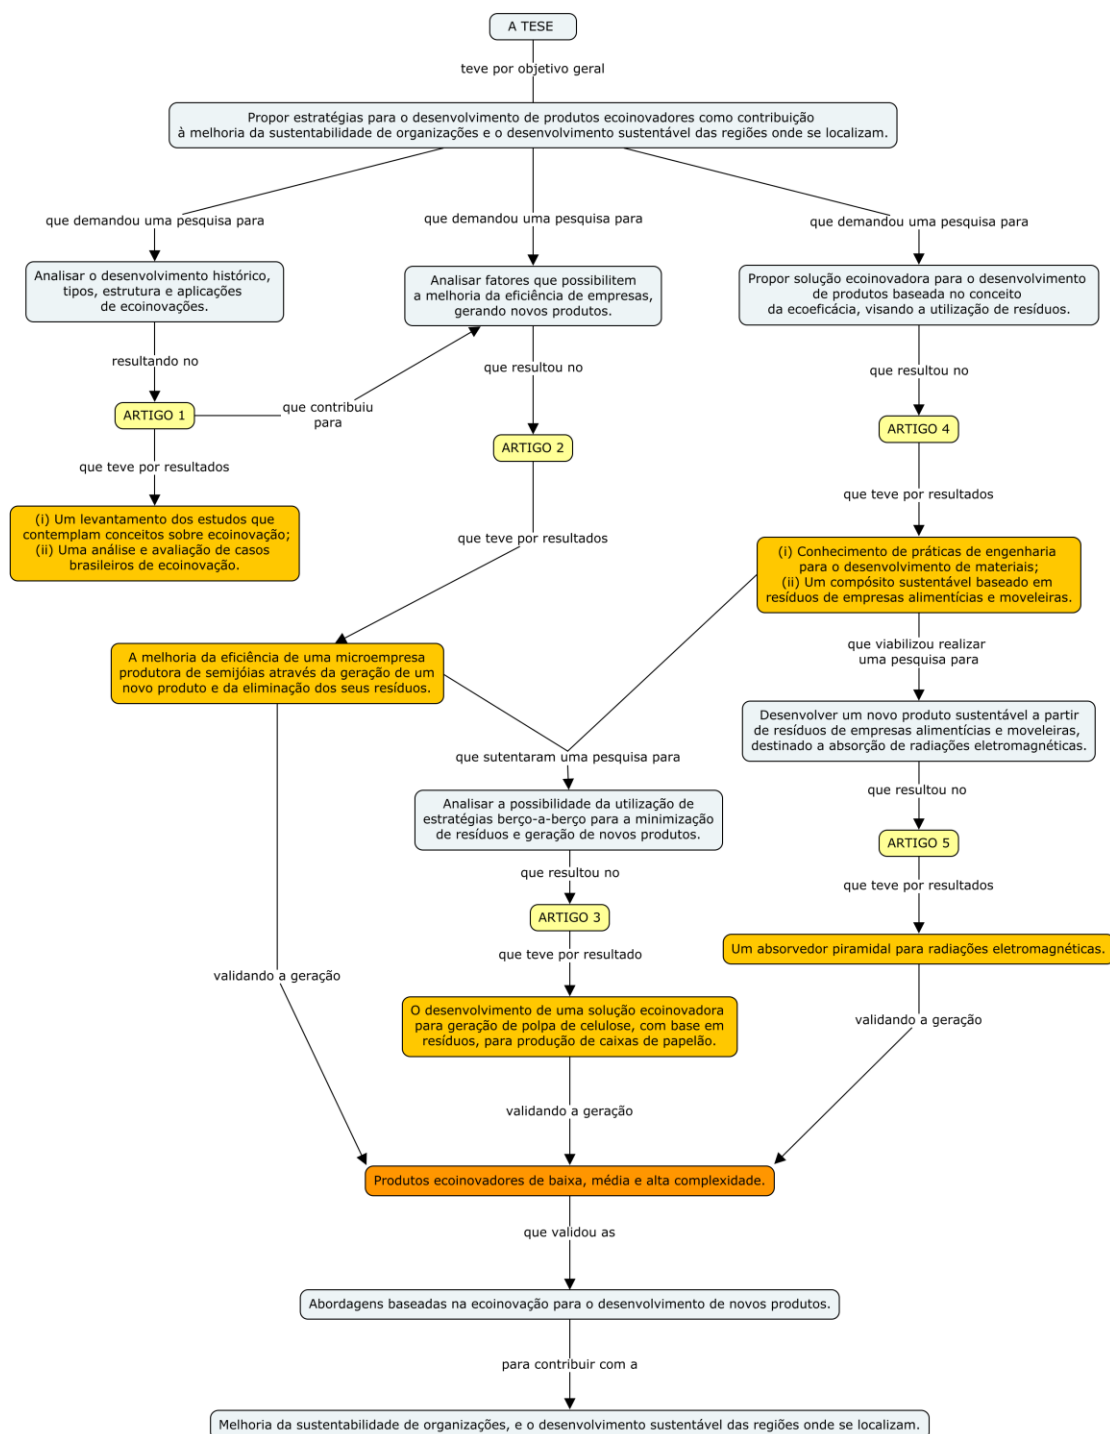 A TESE
teve por objetivo geral
Propor estratégias para o desenvolvimento de produtos ecoinovadores como contribuição
à melhoria da sustentabilidade de organizações e o desenvolvimento sustentável das regiões onde se localizam.
que demandou uma pesquisa para
Analisar o desenvolvimento histórico,
tipos, estrutura e aplicações
de ecoinovações.
resultando no
ARTIGO 1
que contribuiu
para
que teve por resultados
(i) Um levantamento dos estudos que
contemplam conceitos sobre ecoinovação;
(ii) Uma análise e avaliação de casos
brasileiros de ecoinovação.
que demandou uma pesquisa para
Analisar fatores que possibilitem
a melhoria da eficiência de empresas,
gerando novos produtos.
que resultou no
ARTIGO 2
que teve por resultados
A melhoria da eficiência de uma microempresa
produtora de semijóias através da geração de um
novo produto e da eliminação dos seus resíduos.
que demandou uma pesquisa para
Propor solução ecoinovadora para o desenvolvimento
de produtos baseada no conceito
da ecoeficácia, visando a utilização de resíduos.
que resultou no
ARTIGO 4
que teve por resultados
(i) Conhecimento de práticas de engenharia
para o desenvolvimento de materiais;
(ii) Um compósito sustentável baseado em
resíduos de empresas alimentícias e moveleiras.
que viabilizou realizar
uma pesquisa para
Desenvolver um novo produto sustentável a partir
de resíduos de empresas alimentícias e moveleiras,
destinado a absorção de radiações eletromagnéticas.
que resultou no
ARTIGO 5
que teve por resultados
Um absorvedor piramidal para radiações eletromagnéticas.
validando a geração
que sutentaram uma pesquisa para
Analisar a possibilidade da utilização de
estratégias berço-a-berço para a minimização
de resíduos e geração de novos produtos.
que resultou no
ARTIGO 3
que teve por resultado
O desenvolvimento de uma solução ecoinovadora
para geração de polpa de celulose, com base em
resíduos, para produção de caixas de papelão.
validando a geração
validando a geração
Produtos ecoinovadores de baixa, média e alta complexidade.
que validou as
Abordagens baseadas na ecoinovação para o desenvolvimento de novos produtos.
para contribuir com a
Melhoria da sustentabilidade de organizações, e o desenvolvimento sustentável das regiões onde se localizam.